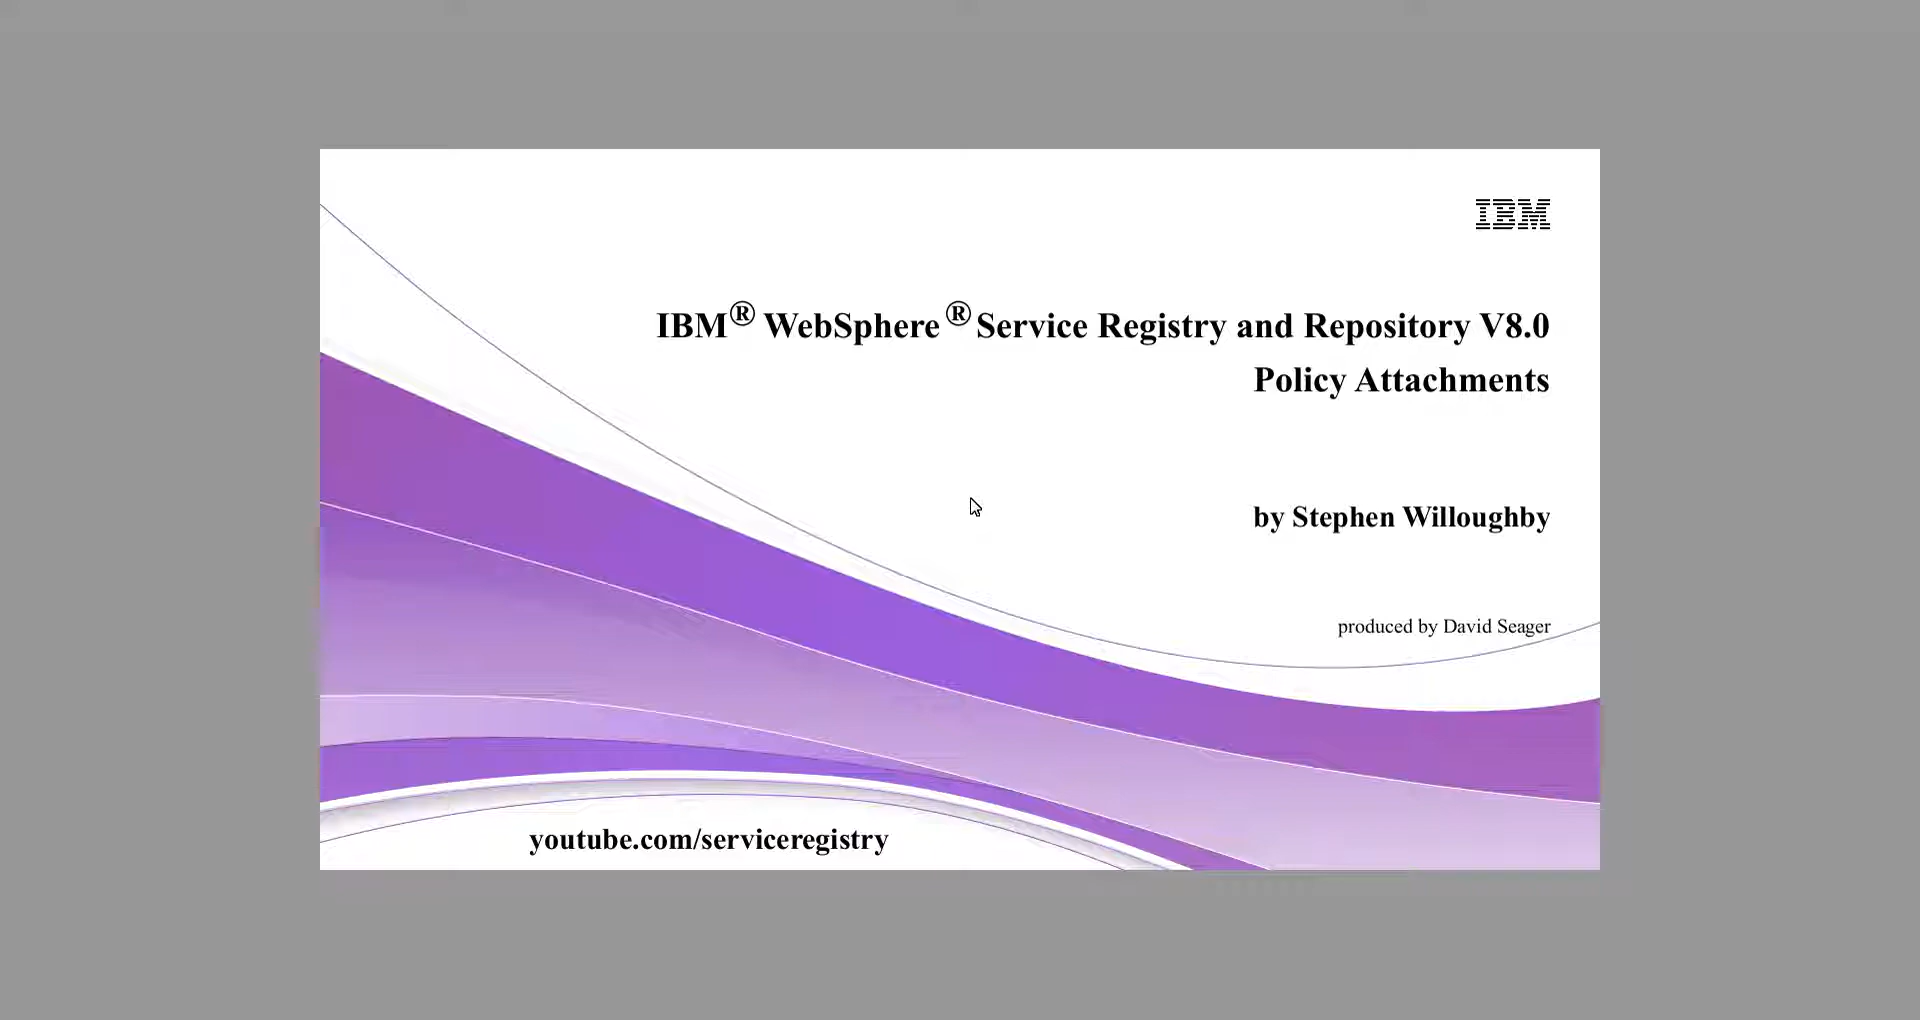 IBM
IBM® WebSphere® Service Registry and Repository V8.0
Policy Attachments
by Stephen Willoughby
produced by David Seager
youtube.com/serviceregistry